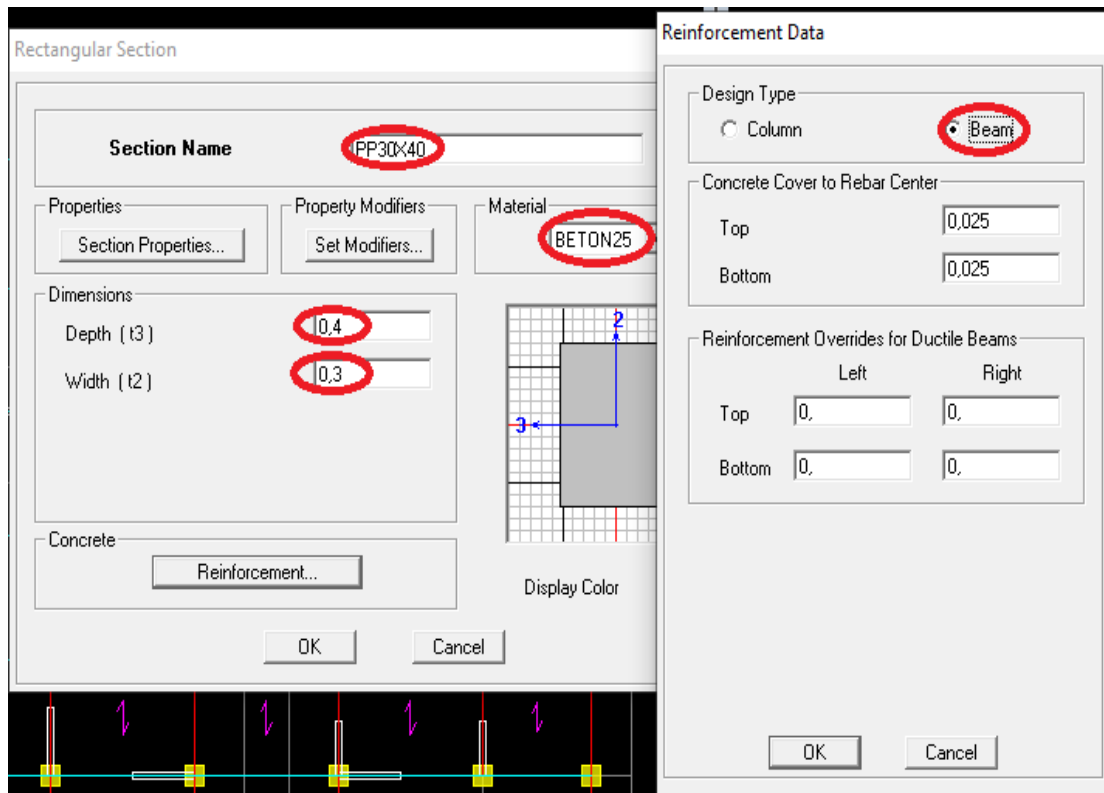 Rectangular Section
Section Name PP30X40
Properties
Section Properties...
Property Modifiers
Set Modifiers...
Material
BETON25
Dimensions
Depth ( t3 ) 0,4
Width ( t2 ) 0,3
2
3
Concrete
Reinforcement...
Display Color
OK Cancel
Reinforcement Data
Design Type
Column Beam
Concrete Cover to Rebar Center
Top 0,025
Bottom 0,025
Reinforcement Overrides for Ductile Beams
Left Right
Top 0, 0,
Bottom 0, 0,
OK Cancel